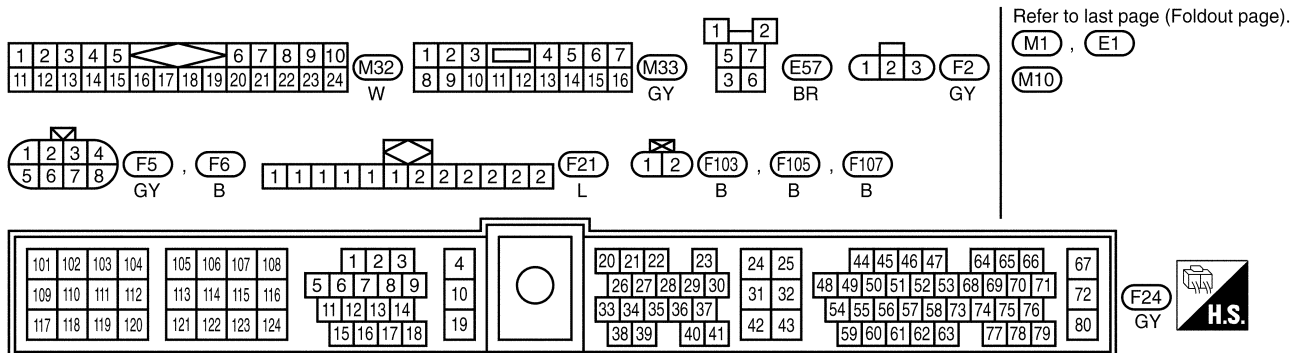 Refer to last page (Foldout page).
M1 , E1
M10
1 2 3 4 5 6 7 8 9 10
11 12 13 14 15 16 17 18 19 20 21 22 23 24
M32
W
1 2 3 4 5 6 7
8 9 10 11 12 13 14 15 16
M33
GY
1 2
5 7
3 6
E57
BR
1 2 3
F2
GY
1 2 3 4
5 6 7 8
F5
GY
, F6
B
1 1 1 1 1 1 2 2 2 2 2 2
F21
L
1 2
F103 , F105 , F107
B B B
101 102 103 104 105 106 107 108 1 2 3 4 20 21 22 23 24 25 44 45 46 47 64 65 66 67
5 6 7 8 9 26 27 28 29 30 48 49 50 51 52 53 68 69 70 71
109 110 111 112 113 114 115 116 10 31 32 72
11 12 13 14 33 34 35 36 37 54 55 56 57 58 73 74 75 76
117 118 119 120 121 122 123 124 15 16 17 18 19 38 39 40 41 42 43 59 60 61 62 63 77 78 79 80
F24
GY
H.S.